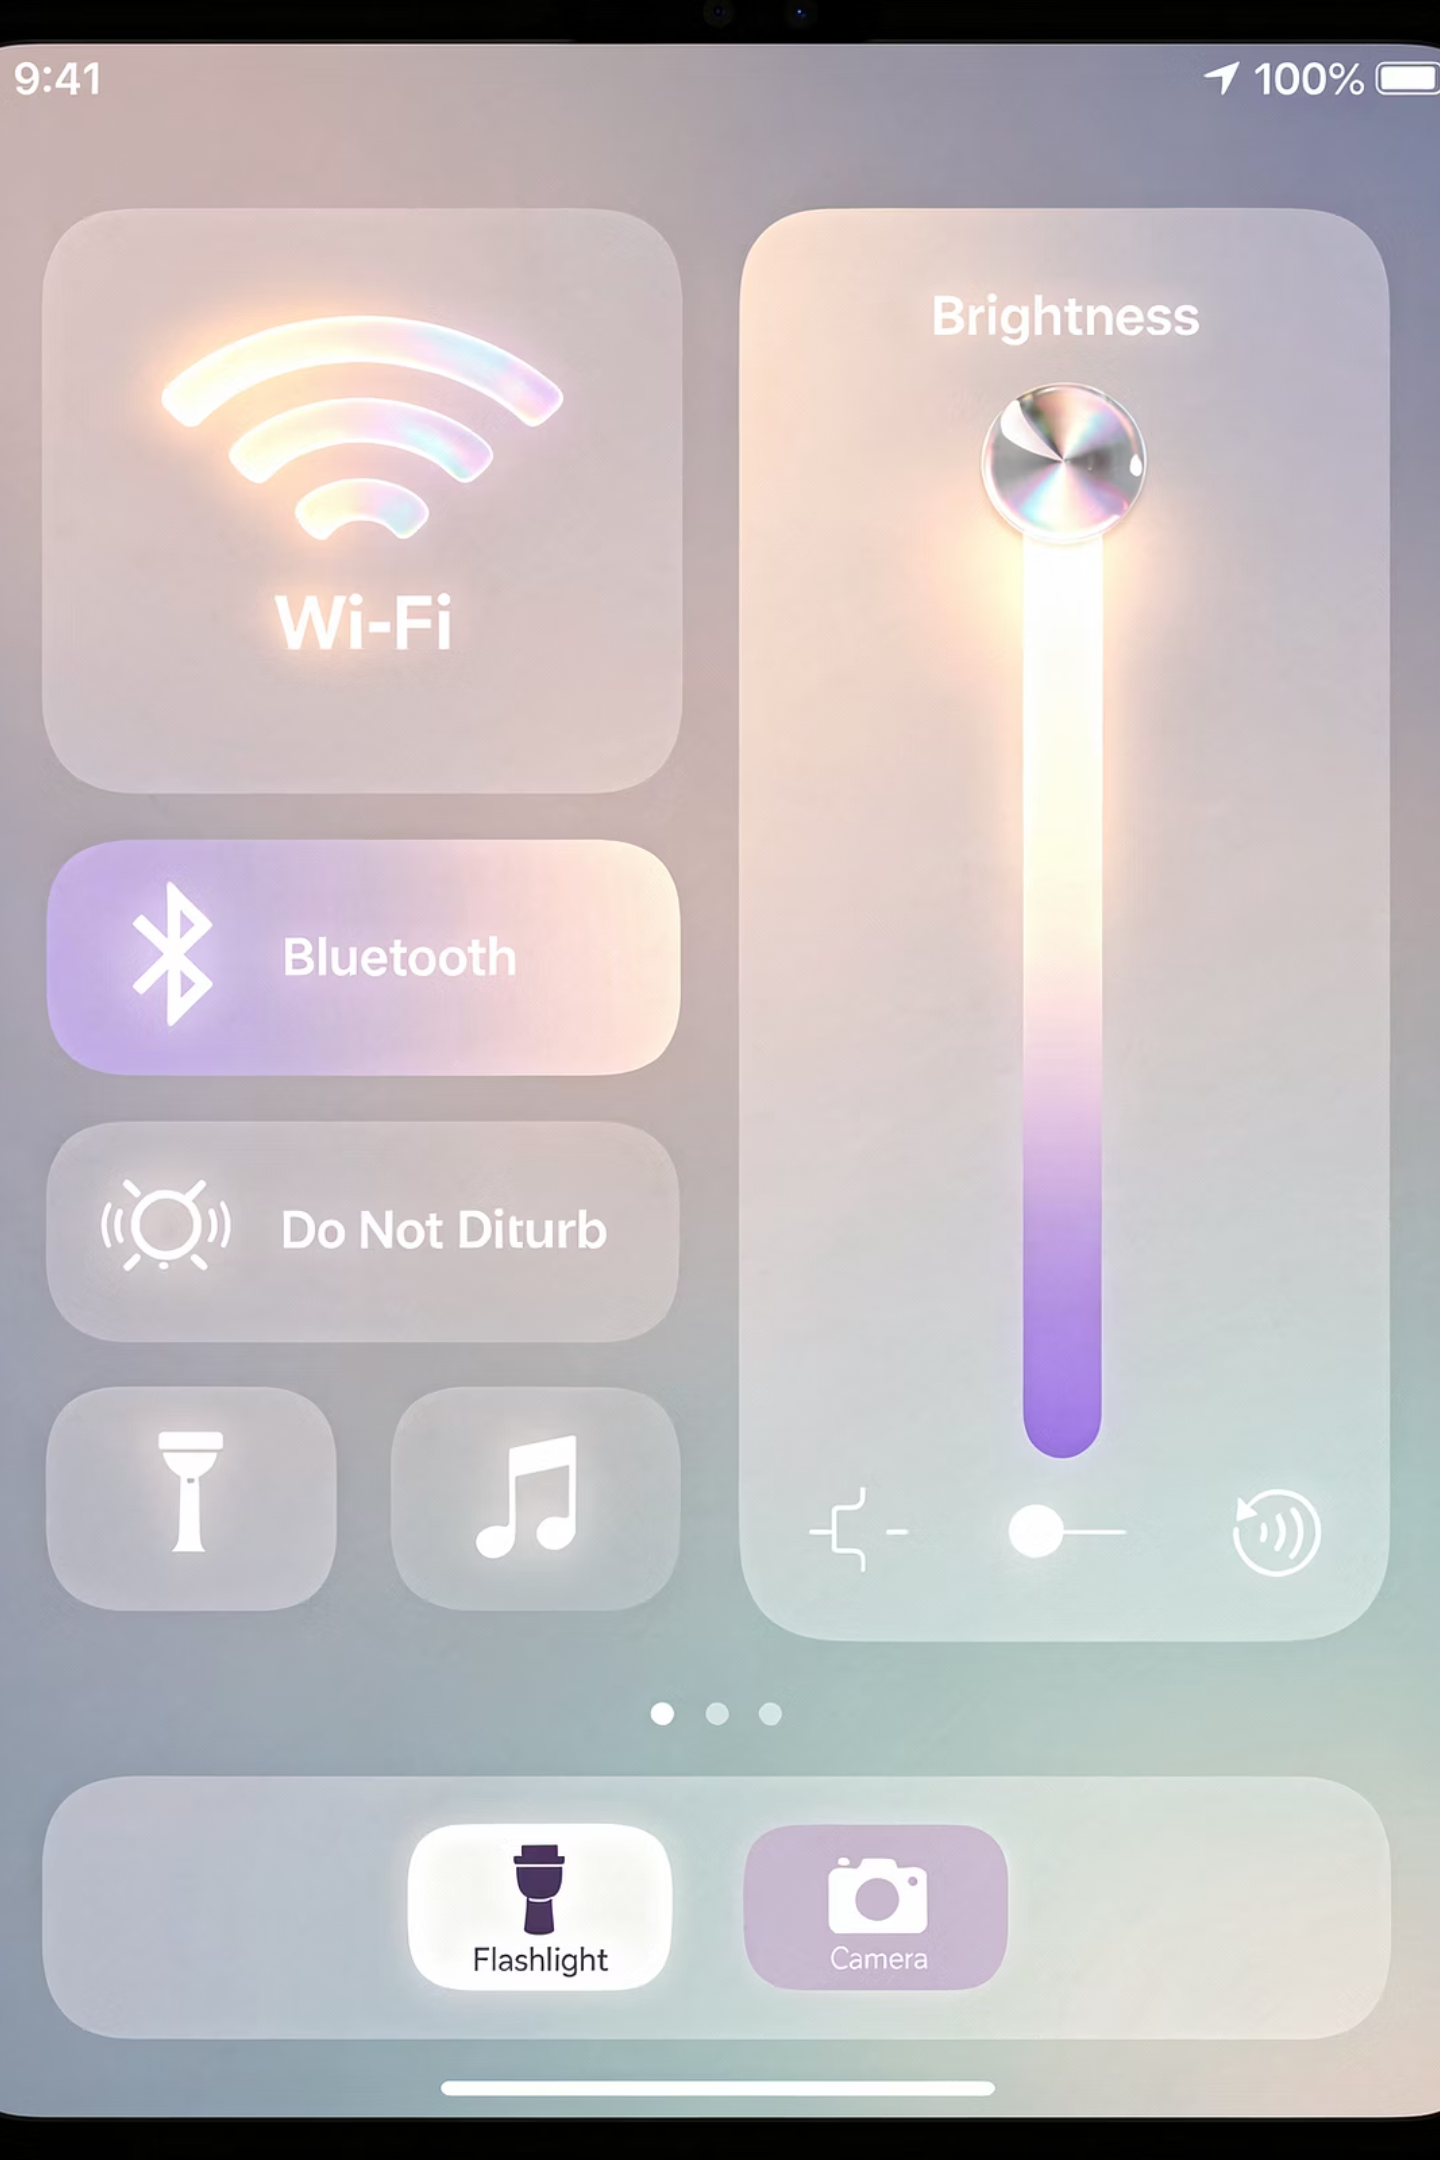 9:41
100%
Wi-Fi
Brightness
Bluetooth
Do Not Diturb
Flashlight
Camera